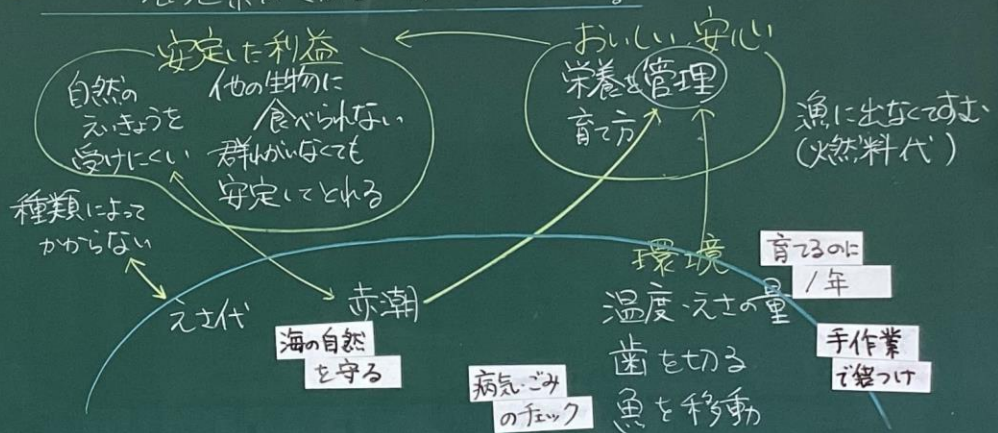 安定した利益
自然の
えいきょうを
受けにくい
他の生物に
食べられない
群れがいなくても
安定してとれる
おいしい 安心
栄養を管理
育て方
漁に出なくてすむ
(燃料代)
種類によって
かからない
えさ代
赤潮
海の自然
を守る
病気・ごみ
のチェック
環境
温度・えさの量
歯を切る
魚を移動
育てるのに
1年
手作業
で袋つけ